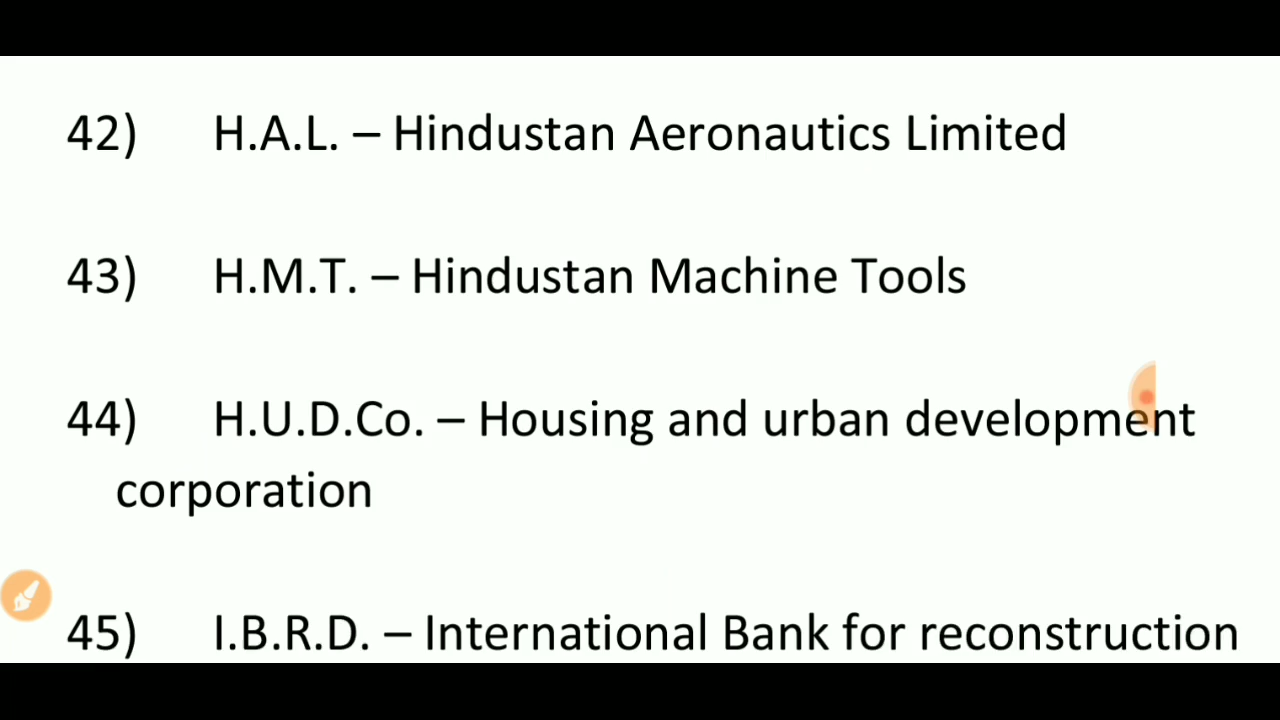 42) H.A.L. – Hindustan Aeronautics Limited
43) H.M.T. – Hindustan Machine Tools
44) H.U.D.Co. – Housing and urban development
corporation
45) I.B.R.D. – International Bank for reconstruction